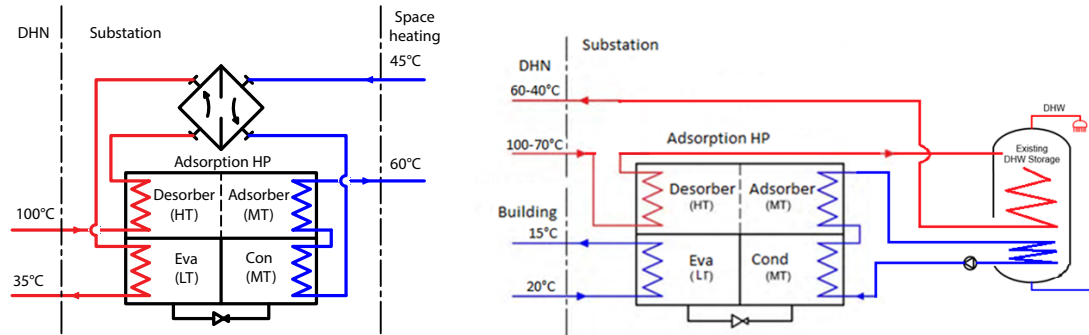 DHN
Substation
Space
heating
45°C
Adsorption HP
60°C
Desorber
(HT)
Adsorber
(MT)
100°C
Eva
(LT)
Con
(MT)
35°C
Substation
DHN
60-40°C
DHW
Adsorption HP
100-70°C
Existing
DHW Storage
Desorber
(HT)
Adsorber
(MT)
Building
15°C
Eva
(LT)
Cond
(MT)
20°C